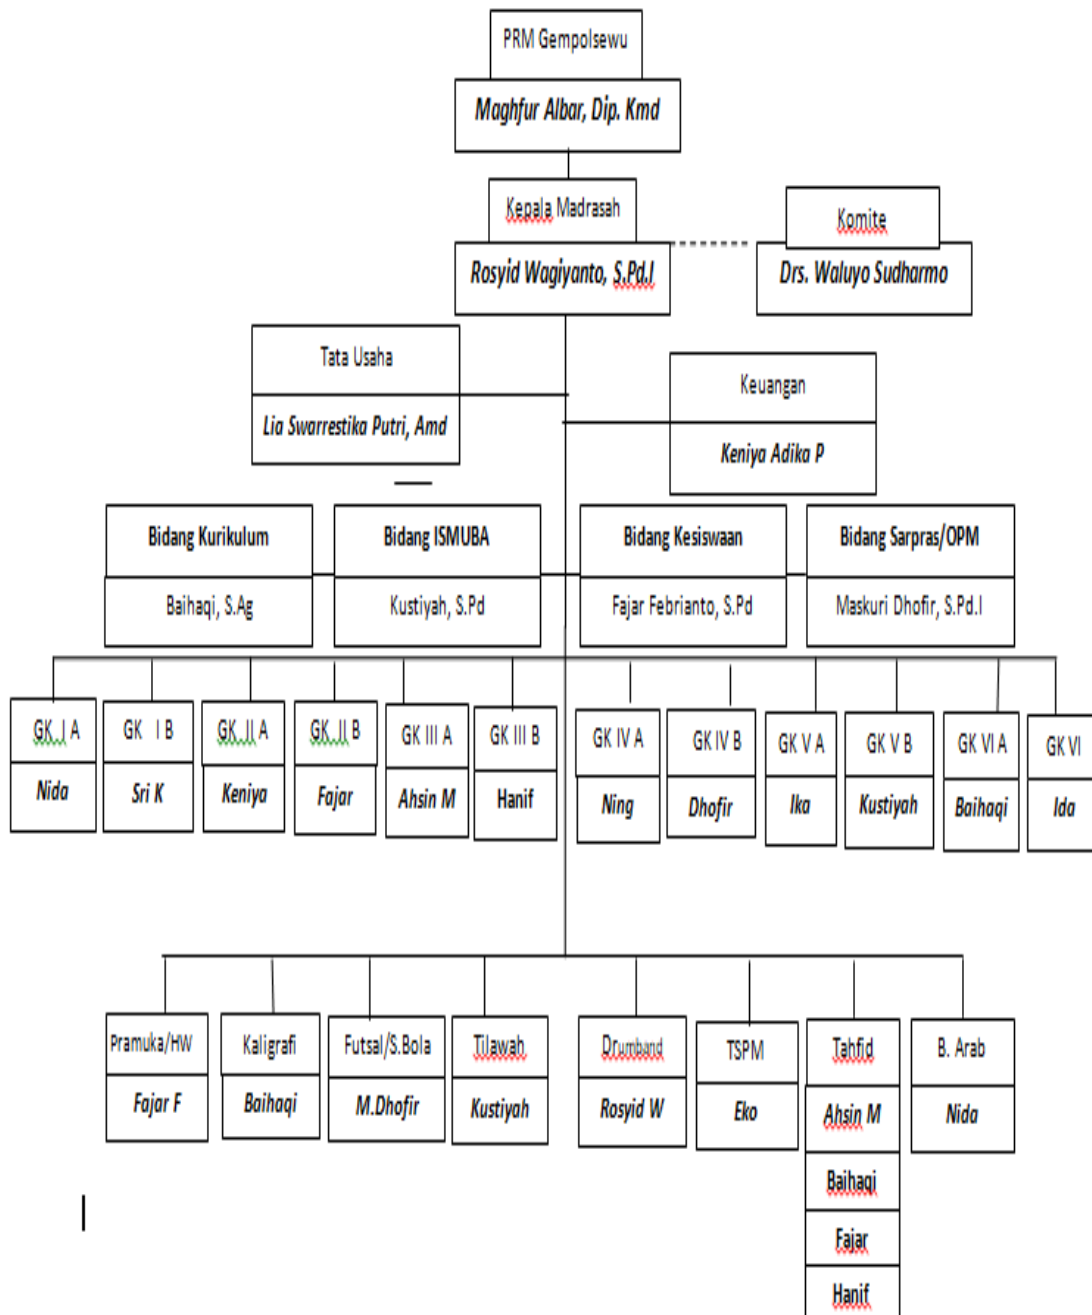 PRM Gempolsewu
Maghfur Albar, Dip. Kmd
Kepala Madrasah
Rosyid Wagiyanto, S.Pd.I
Komite
Drs. Waluyo Sudharmo
Tata Usaha
Lia Swarrestika Putri, Amd
Keuangan
Keniya Adika P
Bidang Kurikulum
Baihaqi, S.Ag
Bidang ISMUBA
Kustiyah, S.Pd
Bidang Kesiswaan
Fajar Febrianto, S.Pd
Bidang Sarpras/OPM
Maskuri Dhofir, S.Pd.I
GK I A
Nida
GK I B
Sri K
GK II A
Keniya
GK II B
Fajar
GK III A
Ahsin M
GK III B
Hanif
GK IV A
Ning
GK IV B
Dhofir
GK V A
Ika
GK V B
Kustiyah
GK VI A
Baihaqi
GK VI
Ida
Pramuka/HW
Fajar F
Kaligrafi
Baihaqi
Futsal/S.Bola
M.Dhofir
Tilawah
Kustiyah
Drumband
Rosyid W
TSPM
Eko
Tahfid
Ahsin M
Baihaqi
Fajar
Hanif
B. Arab
Nida